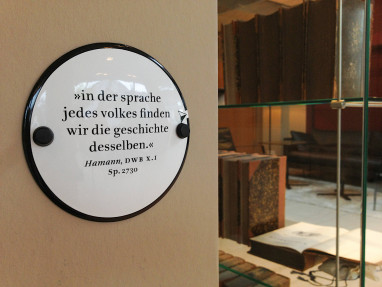 »in der sprache
jedes volkes finden
wir die geschichte
desselben.«
Hamann, DWB X.1
Sp. 2730